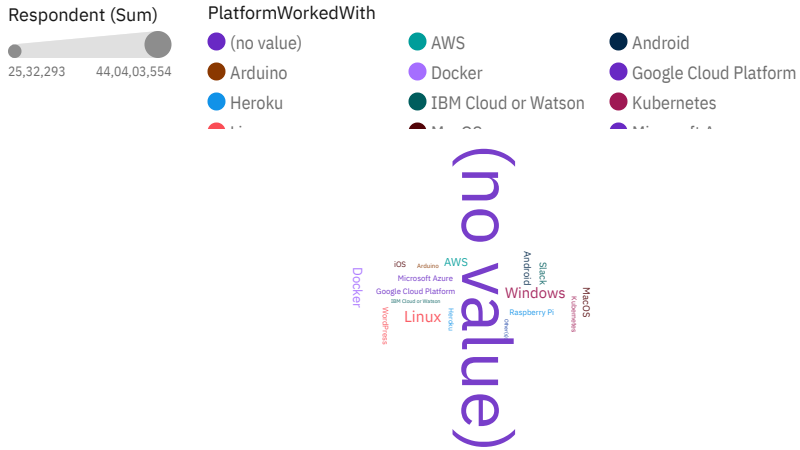 Respondent (Sum)
25,32,293 44,04,03,554
PlatformWorkedWith
(no value) AWS Android
Arduino Docker Google Cloud Platform
Heroku IBM Cloud or Watson Kubernetes
(no value)
Docker
iOS
Arduino
AWS
Microsoft Azure
Google Cloud Platform
IBM Cloud or Watson
Linux
Heroku
WordPress
Android
Slack
Windows
MacOS
Kubernetes
Raspberry Pi